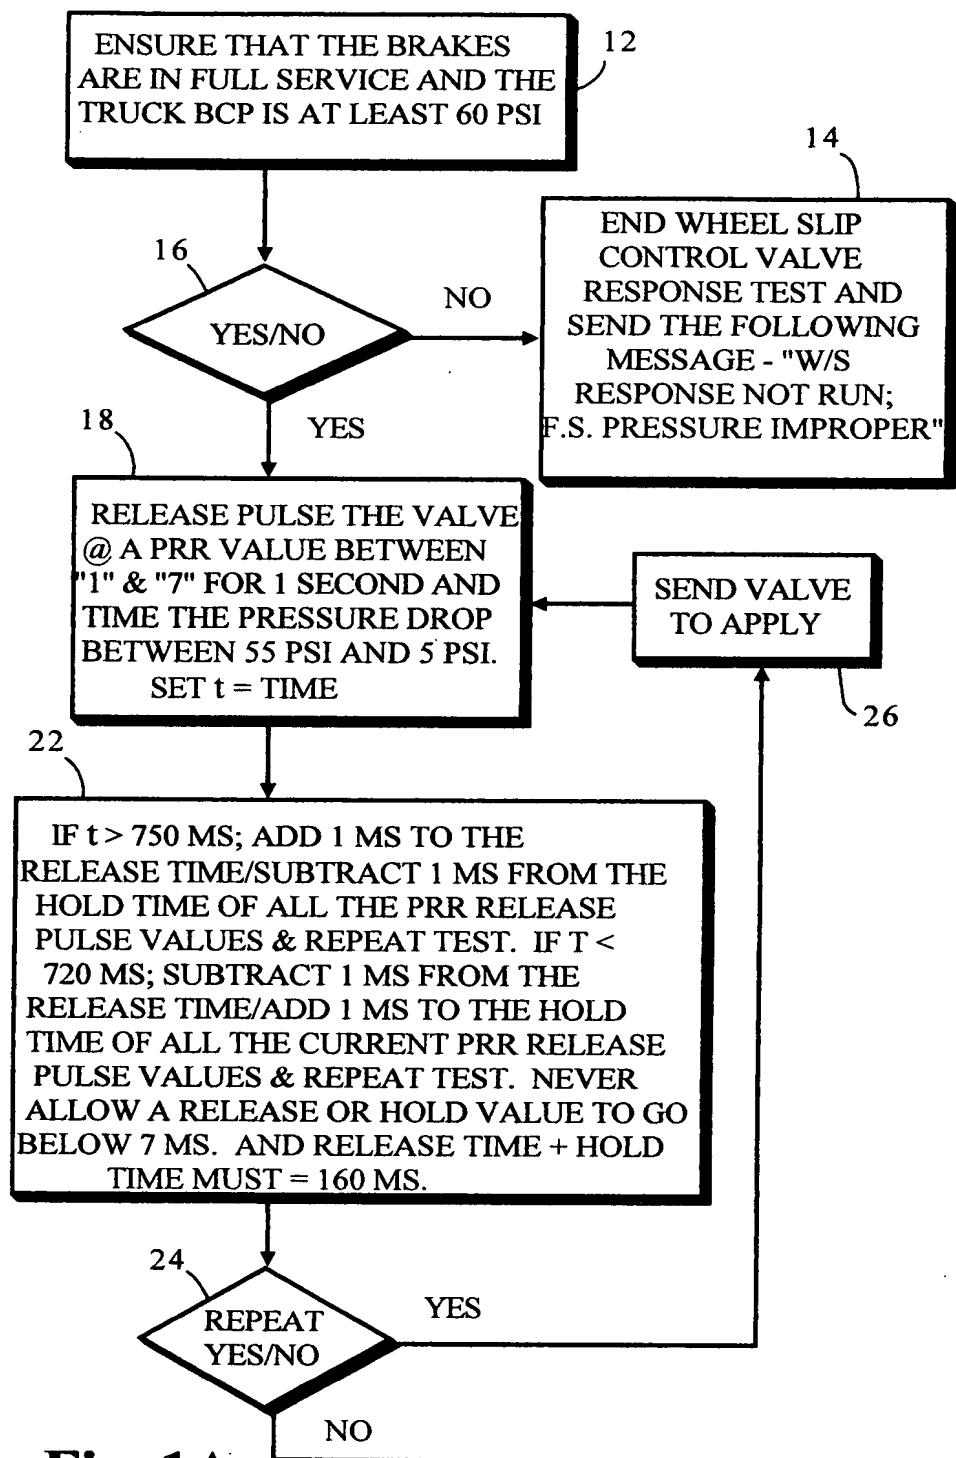 ENSURE THAT THE BRAKES
ARE IN FULL SERVICE AND THE
TRUCK BCP IS AT LEAST 60 PSI
12
14
END WHEEL SLIP
CONTROL VALVE
RESPONSE TEST AND
SEND THE FOLLOWING
MESSAGE - "W/S
RESPONSE NOT RUN;
F.S. PRESSURE IMPROPER"
16
YES/NO
NO
YES
18
RELEASE PULSE THE VALVE
@ A PRR VALUE BETWEEN
"1" & "7" FOR 1 SECOND AND
TIME THE PRESSURE DROP
BETWEEN 55 PSI AND 5 PSI.
SET t = TIME
SEND VALVE
TO APPLY
26
22
IF t > 750 MS; ADD 1 MS TO THE
RELEASE TIME/SUBTRACT 1 MS FROM THE
HOLD TIME OF ALL THE PRR RELEASE
PULSE VALUES & REPEAT TEST. IF T <
720 MS; SUBTRACT 1 MS FROM THE
RELEASE TIME/ADD 1 MS TO THE HOLD
TIME OF ALL THE CURRENT PRR RELEASE
PULSE VALUES & REPEAT TEST. NEVER
ALLOW A RELEASE OR HOLD VALUE TO GO
BELOW 7 MS. AND RELEASE TIME + HOLD
TIME MUST = 160 MS.
24
REPEAT
YES/NO
YES
NO